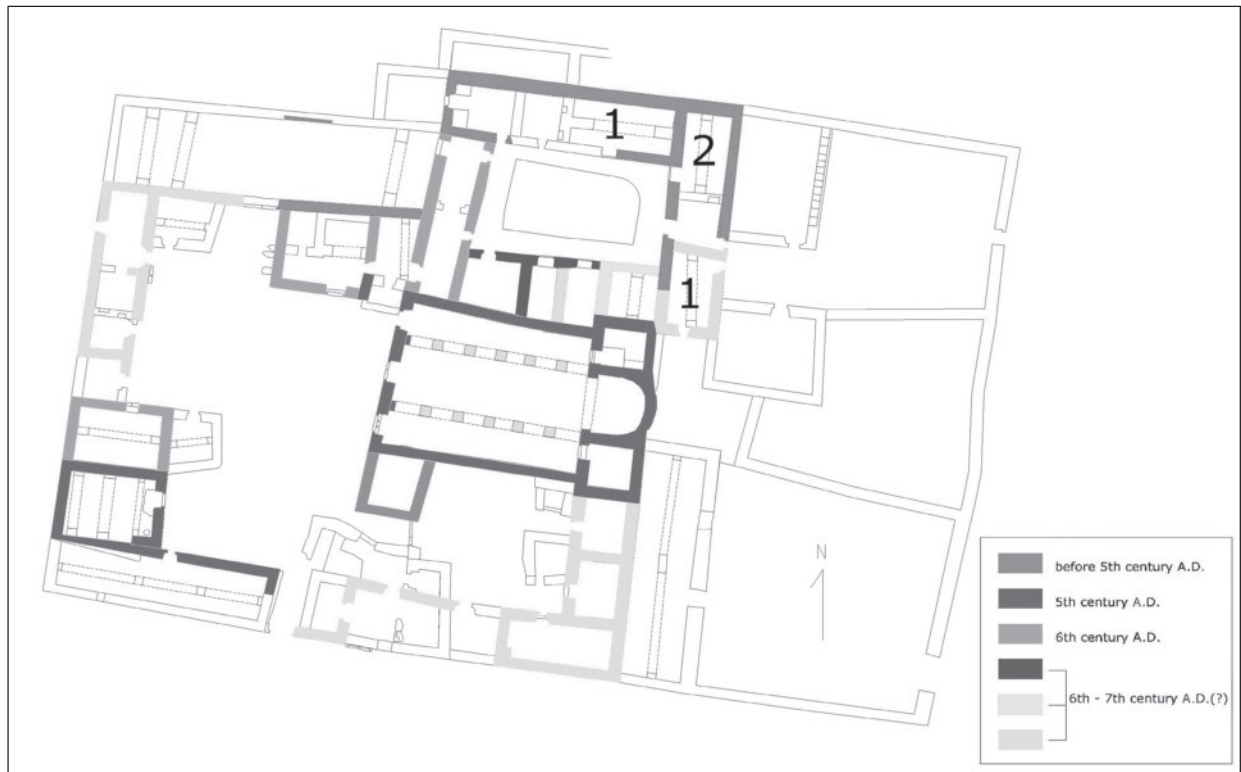 1
2
1
N
before 5th century A.D.
5th century A.D.
6th century A.D.
6th - 7th century A.D.(?)